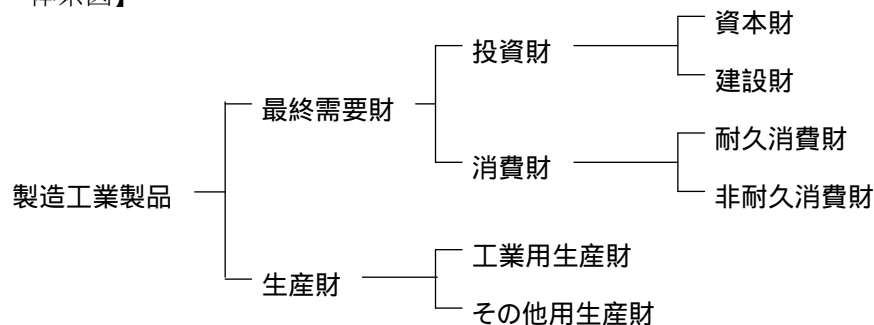 資本財
投資財
建設財
最終需要財
耐久消費財
消費財
製造工業製品
非耐久消費財
工業用生産財
生産財
その他用生産財